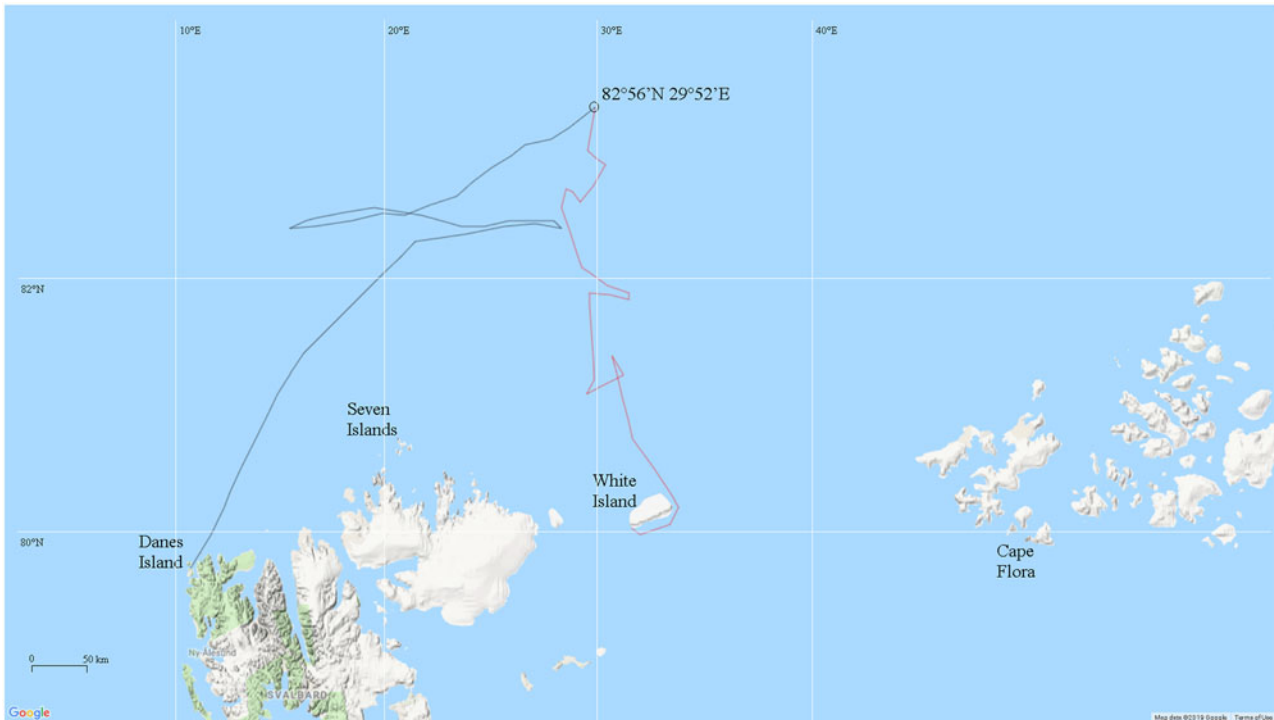 10°E
20°E
30°E
40°E
82°56’N 29°52’E
82°N
Seven
Islands
White
Island
80°N
Danes
Island
Cape
Flora
Ny-Ålesund
0
50 km
SVALBARD
Google
Map data ©2019 Google
Terms of Use